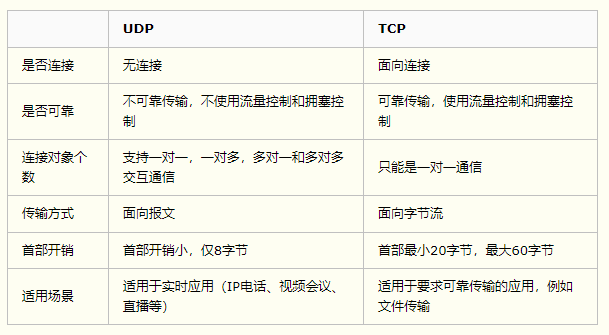 UDP TCP
是否连接 无连接 面向连接
是否可靠 不可靠传输，不使用流量控制和拥塞控制 可靠传输，使用流量控制和拥塞控制
连接对象个数 支持一对一，一对多，多对一和多对多交互通信 只能是一对一通信
传输方式 面向报文 面向字节流
首部开销 首部开销小，仅8字节 首部最小20字节，最大60字节
适用场景 适用于实时应用（IP电话、视频会议、直播等） 适用于要求可靠传输的应用，例如文件传输